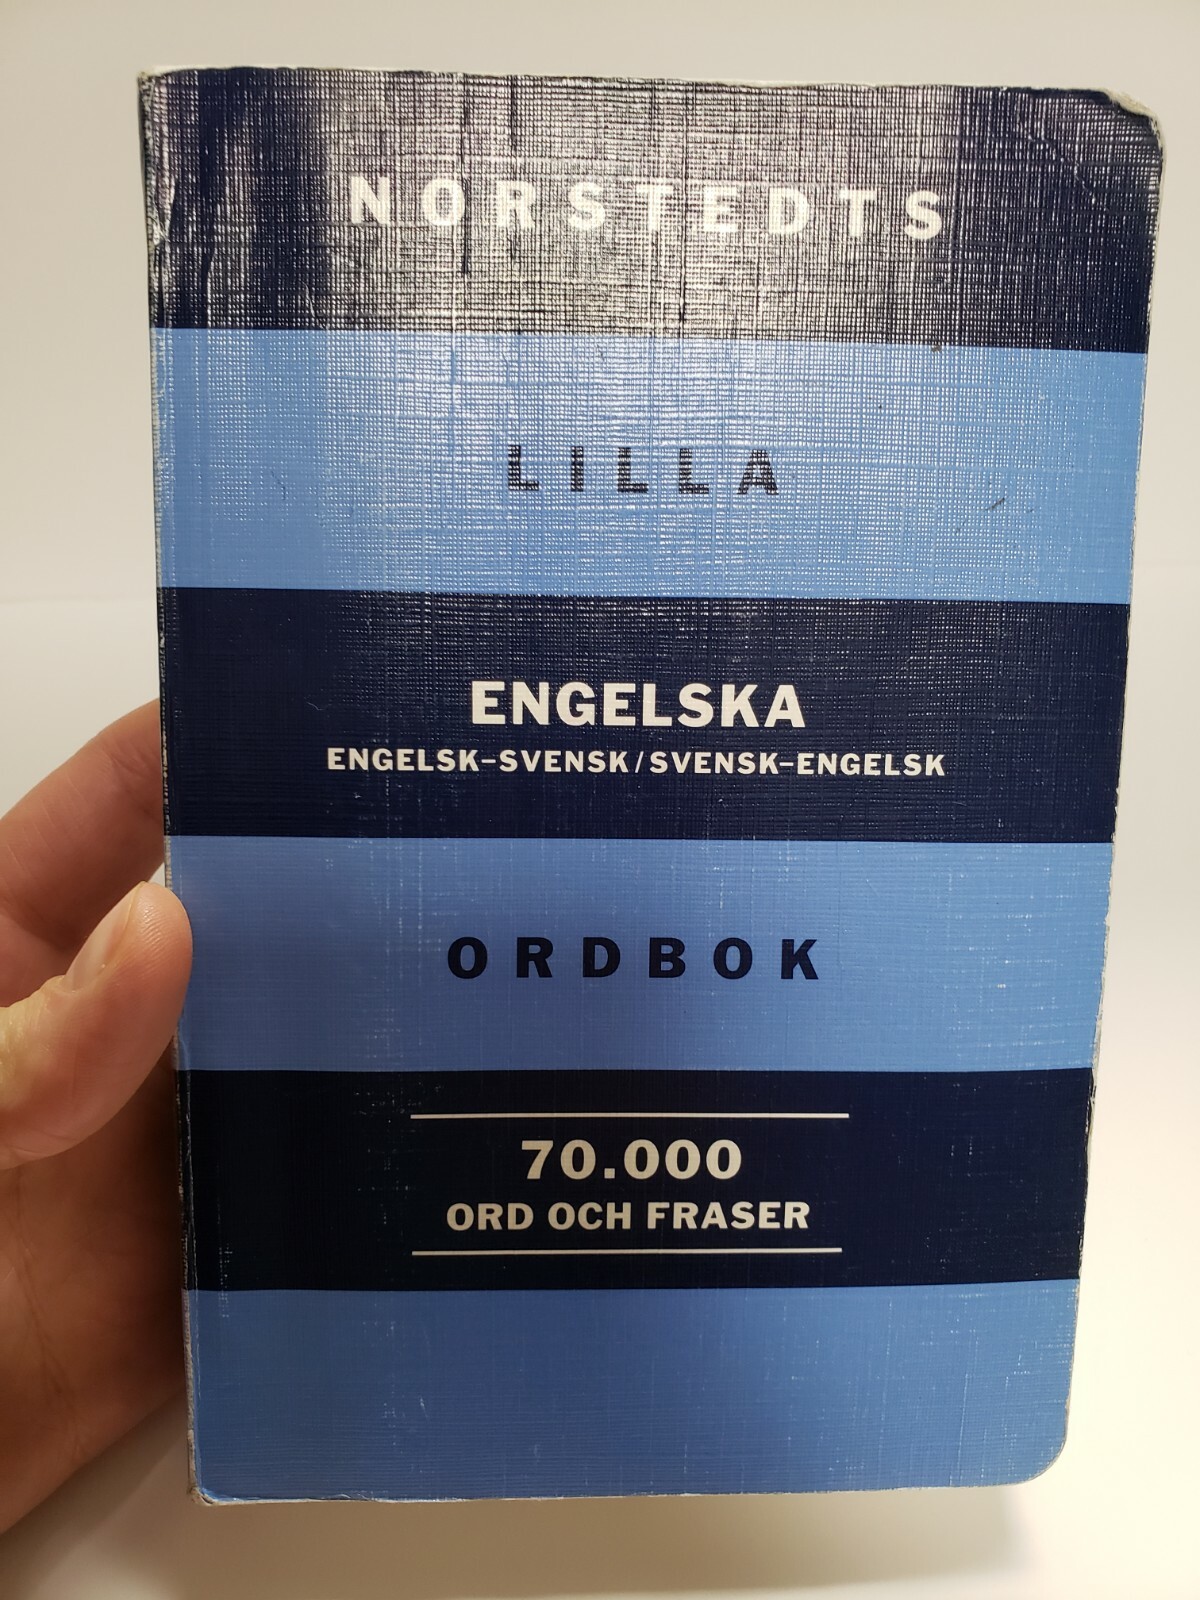 NORSTEDTS
LILLA
ENGELSKA
ENGELSK–SVENSK/SVENSK–ENGELSK
ORDBOK
70.000
ORD OCH FRASER